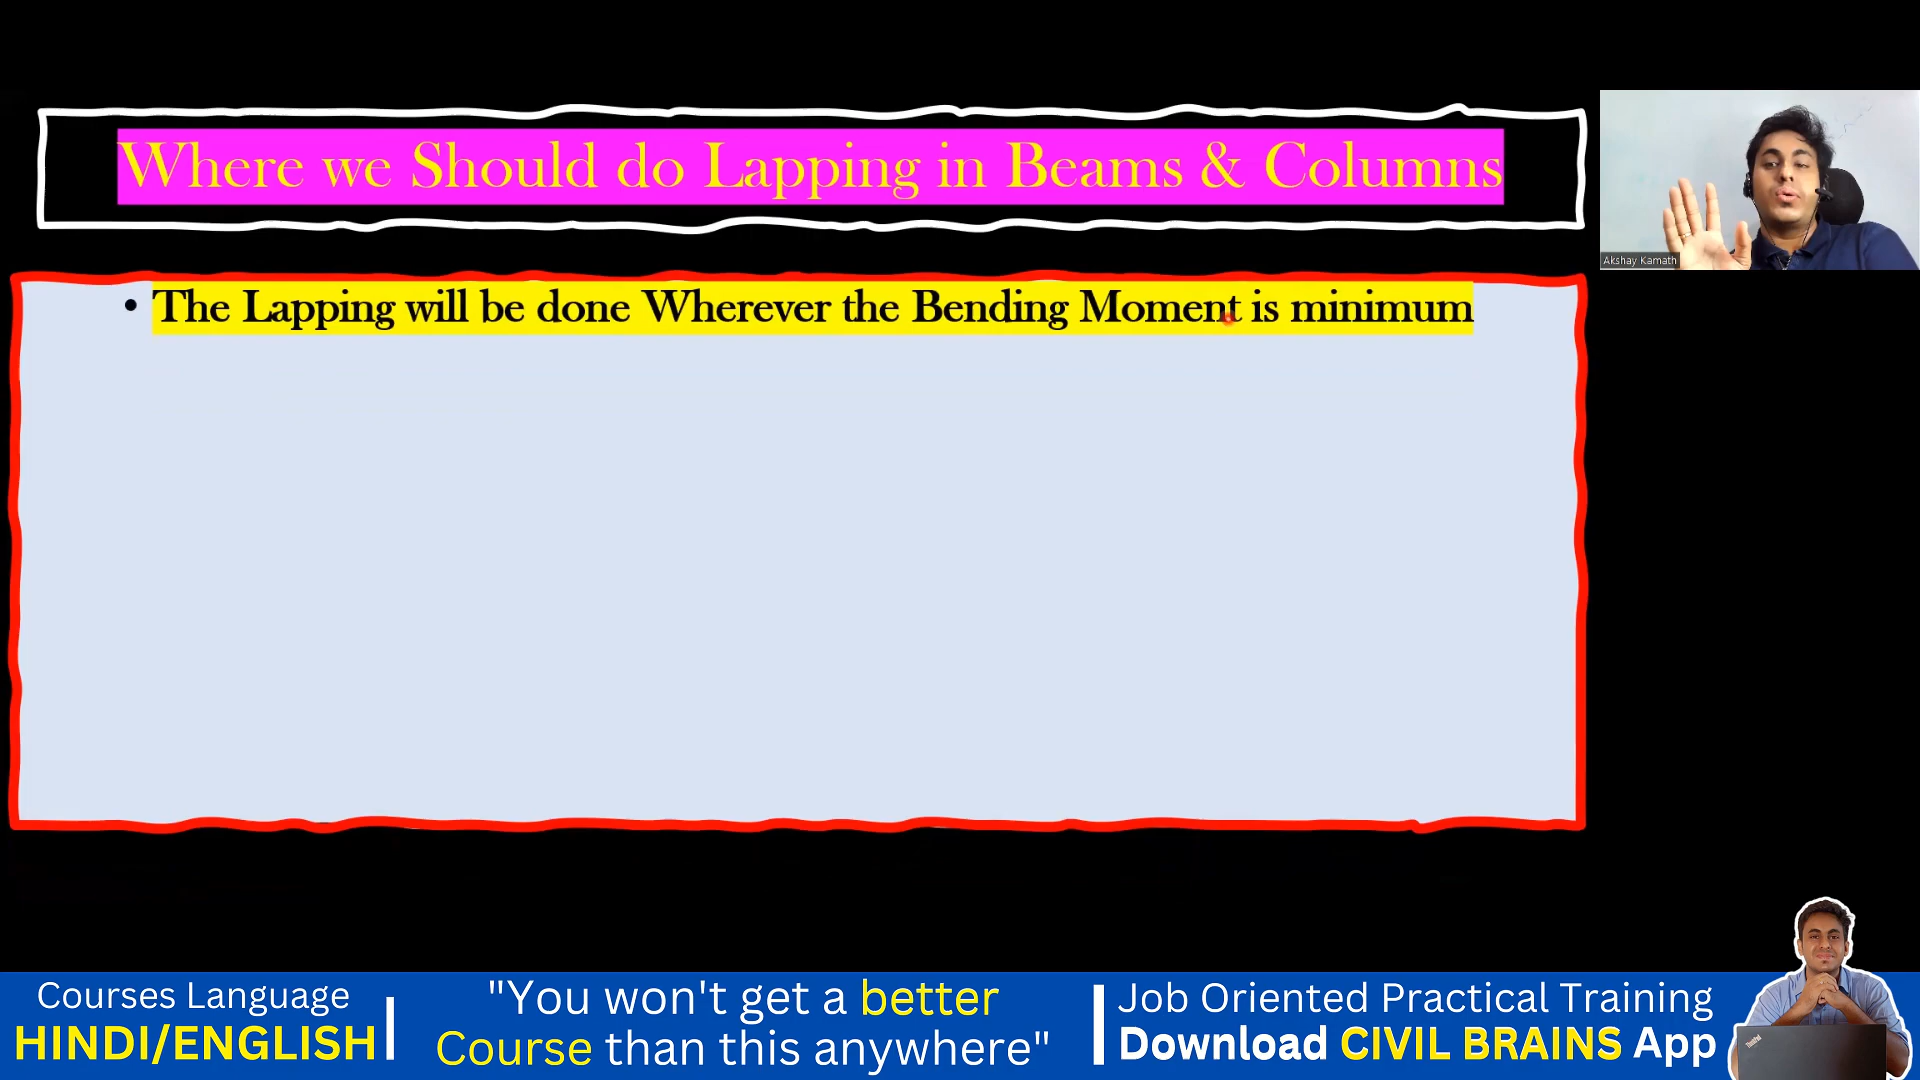 Where we Should do Lapping in Beams & Columns
Akshay Kamath
• The Lapping will be done Wherever the Bending Moment is minimum
Courses Language
HINDI/ENGLISH
"You won't get a better
Course than this anywhere"
Job Oriented Practical Training
Download CIVIL BRAINS App
ThinkPad